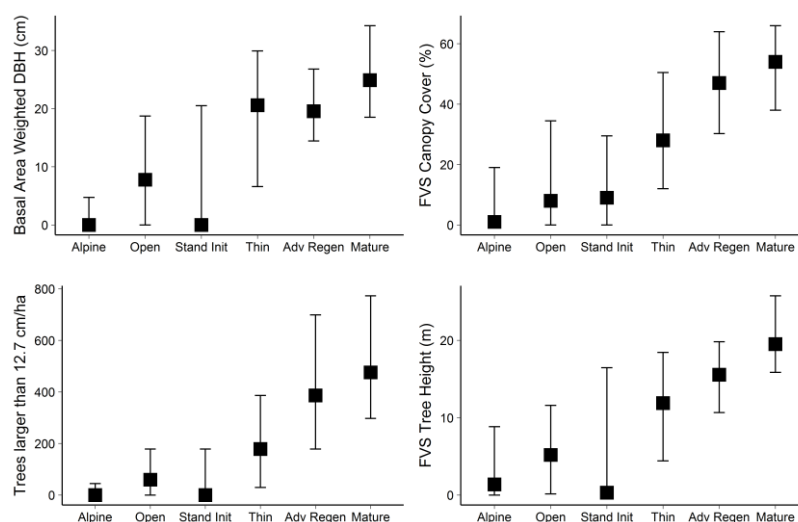 Basal Area Weighted DBH (cm)
30
20
10
0
Alpine Open Stand Init Thin Adv Regen Mature
FVS Canopy Cover (%)
60
40
20
0
Alpine Open Stand Init Thin Adv Regen Mature
Trees larger than 12.7 cm/ha
800
600
400
200
0
Alpine Open Stand Init Thin Adv Regen Mature
FVS Tree Height (m)
20
10
0
Alpine Open Stand Init Thin Adv Regen Mature